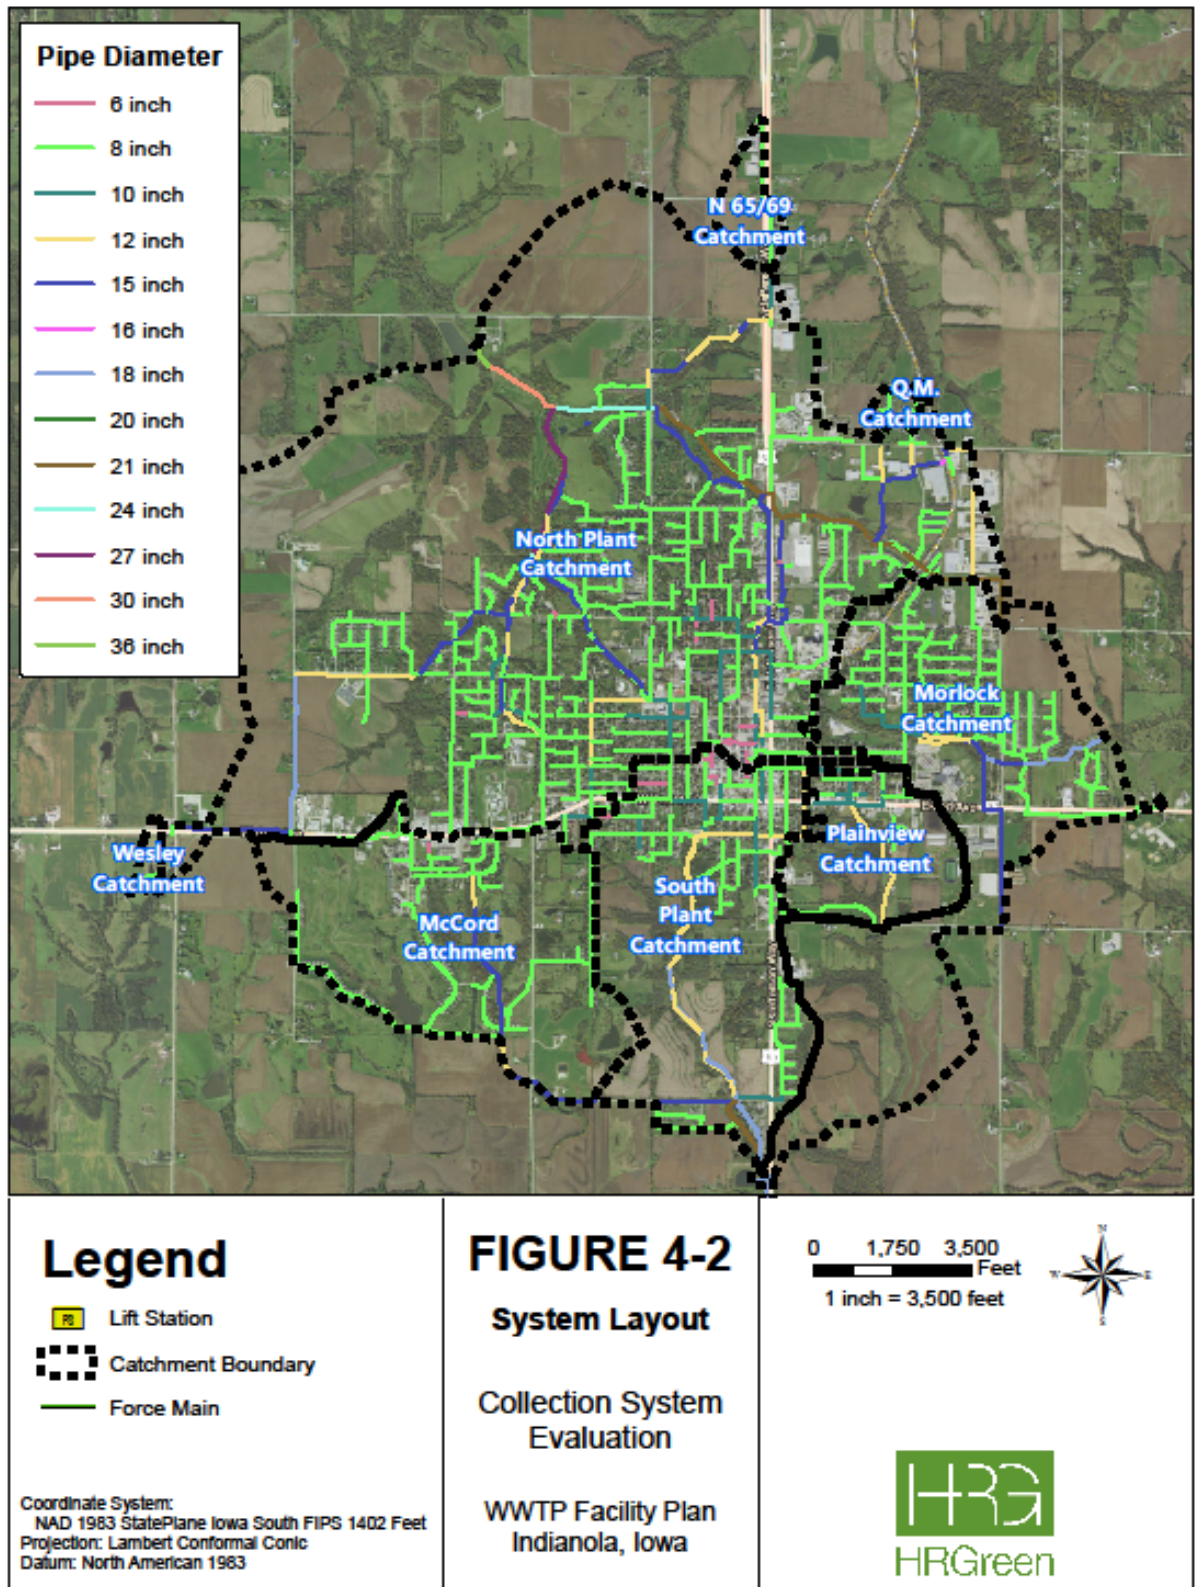 Pipe Diameter
6 inch
8 inch
10 inch
12 inch
15 inch
16 inch
18 inch
20 inch
21 inch
24 inch
27 inch
30 inch
36 inch
N 65/69
Catchment
Q.M.
Catchment
North Plant
Catchment
Morlock
Catchment
Wesley
Catchment
Plainview
Catchment
South
Plant
Catchment
McCord
Catchment
Legend
PS
Lift Station
Catchment Boundary
Force Main
Coordinate System:
NAD 1983 StatePlane Iowa South FIPS 1402 Feet
Projection: Lambert Conformal Conic
Datum: North American 1983
FIGURE 4-2
System Layout
Collection System
Evaluation
WWTP Facility Plan
Indianola, Iowa
0 1,750 3,500
Feet
1 inch = 3,500 feet
N
W E
S
HRG
HRGreen